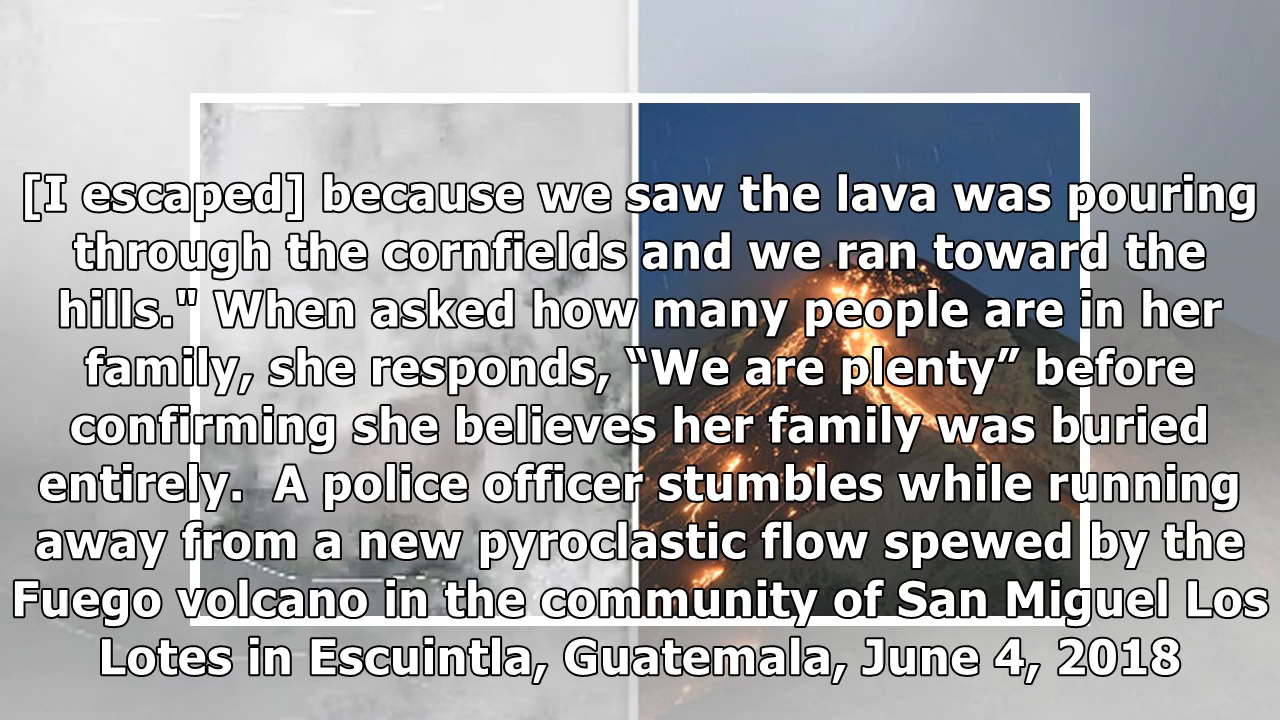 [I escaped] because we saw the lava was pouring
through the cornfields and we ran toward the
hills." When asked how many people are in her
family, she responds, “We are plenty” before
confirming she believes her family was buried
entirely.  A police officer stumbles while running
away from a new pyroclastic flow spewed by the
Fuego volcano in the community of San Miguel Los
Lotes in Escuintla, Guatemala, June 4, 2018